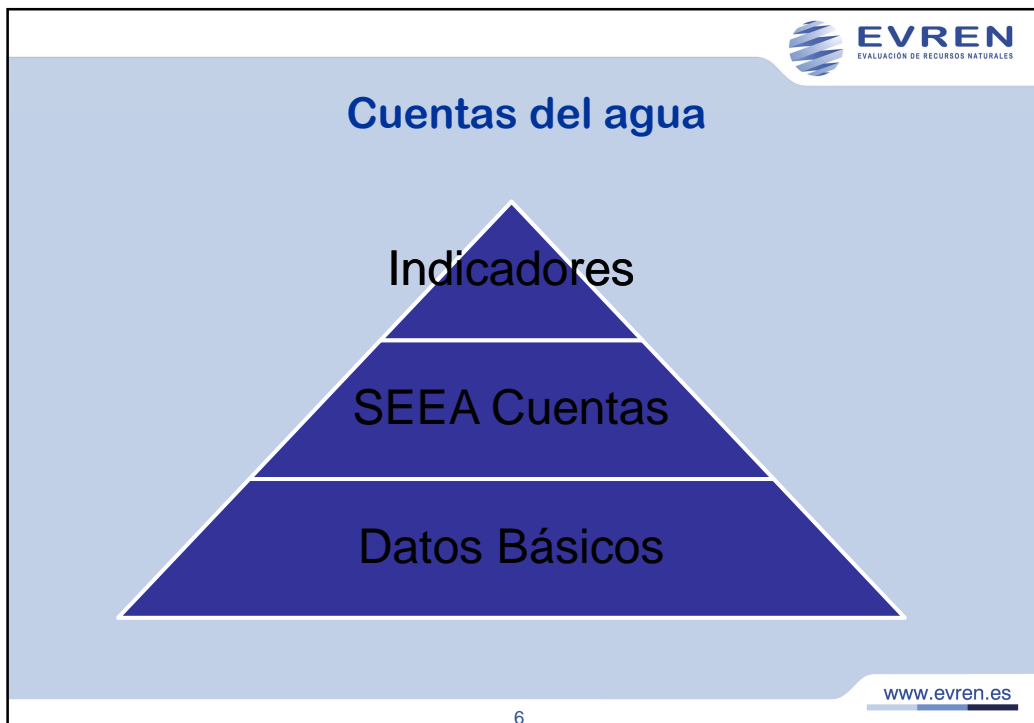 EVREN
EVALUACIÓN DE RECURSOS NATURALES
Cuentas del agua
Indicadores
SEEA Cuentas
Datos Básicos
www.evren.es
6